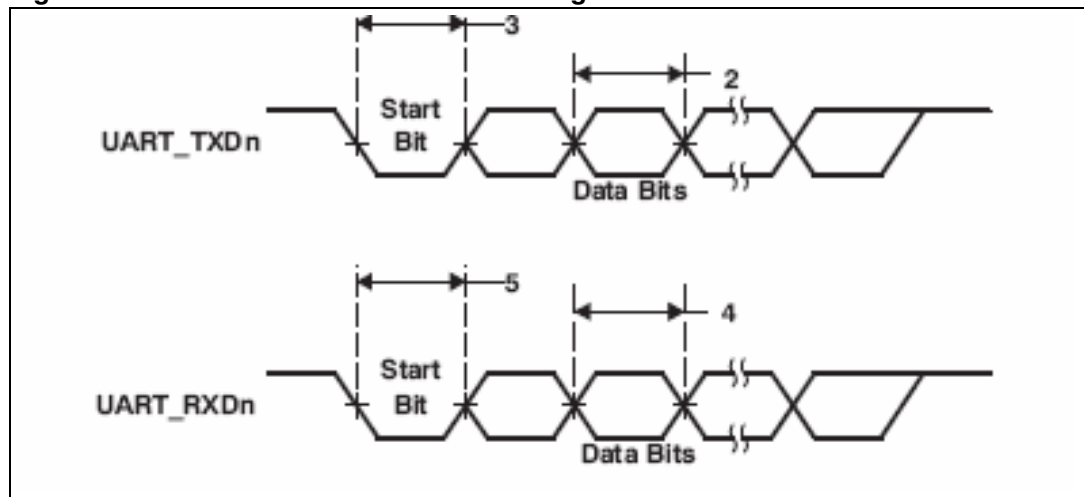 3
2
Start
Bit
UART_TXDn
Data Bits
5
4
Start
Bit
UART_RXDn
Data Bits